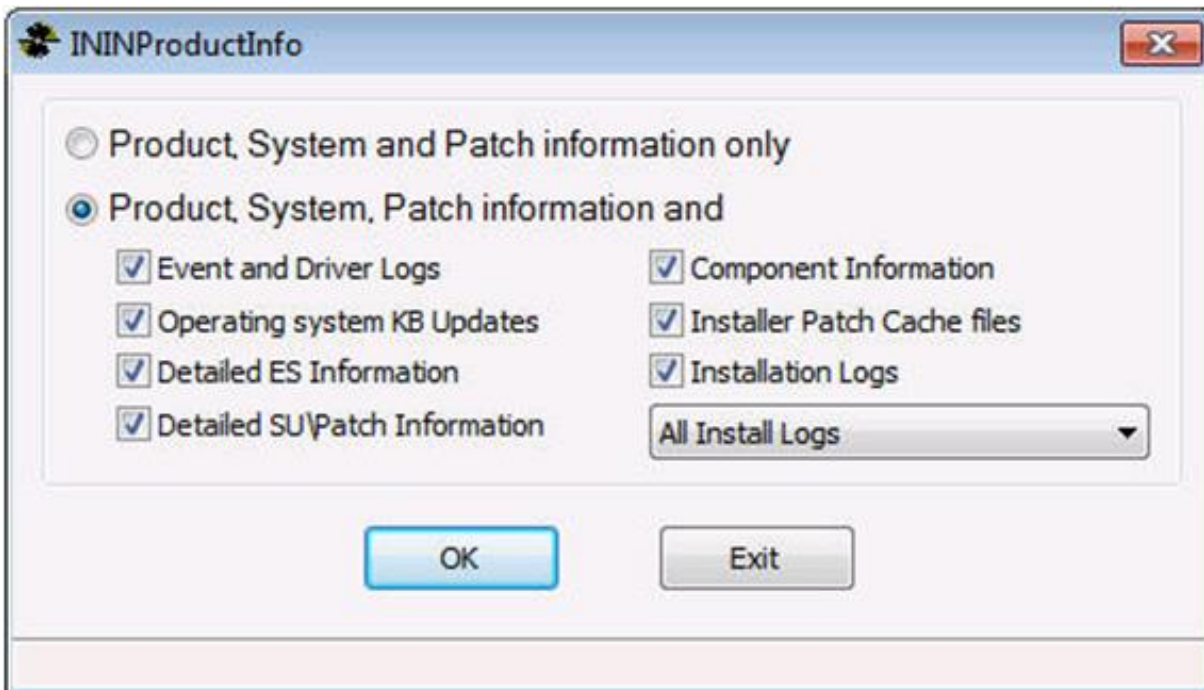 ININProductInfo
Product, System and Patch information only
Product, System, Patch information and
Event and Driver Logs
Component Information
Operating system KB Updates
Installer Patch Cache files
Detailed ES Information
Installation Logs
Detailed SU\Patch Information
All Install Logs
OK
Exit